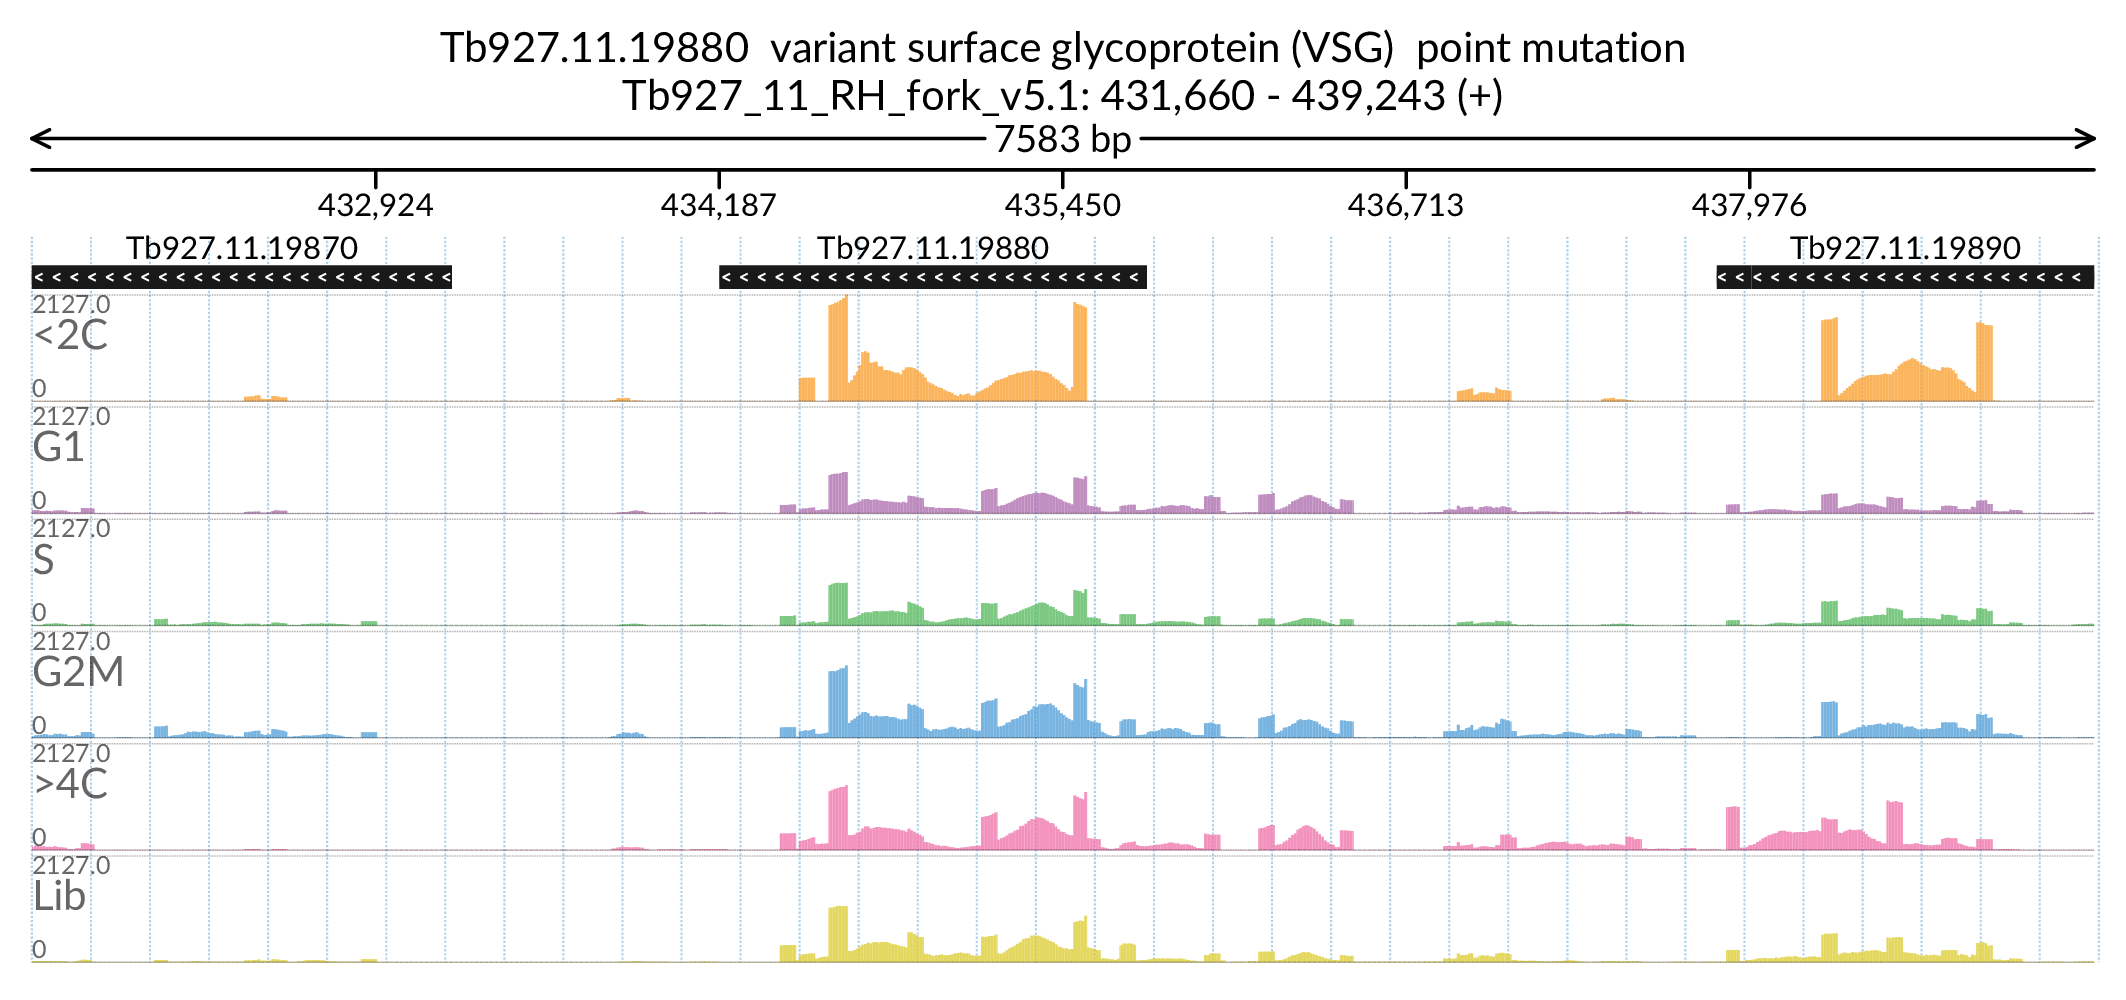 Tb927.11.19880  variant surface glycoprotein (VSG)  point mutation
Tb927_11_RH_fork_v5.1: 431,660 - 439,243 (+)
7583 bp
432,924 434,187 435,450 436,713 437,976
Tb927.11.19870 Tb927.11.19880 Tb927.11.19890
2127.0
<2C
0
2127.0
G1
0
2127.0
S
0
2127.0
G2M
0
2127.0
>4C
0
2127.0
Lib
0